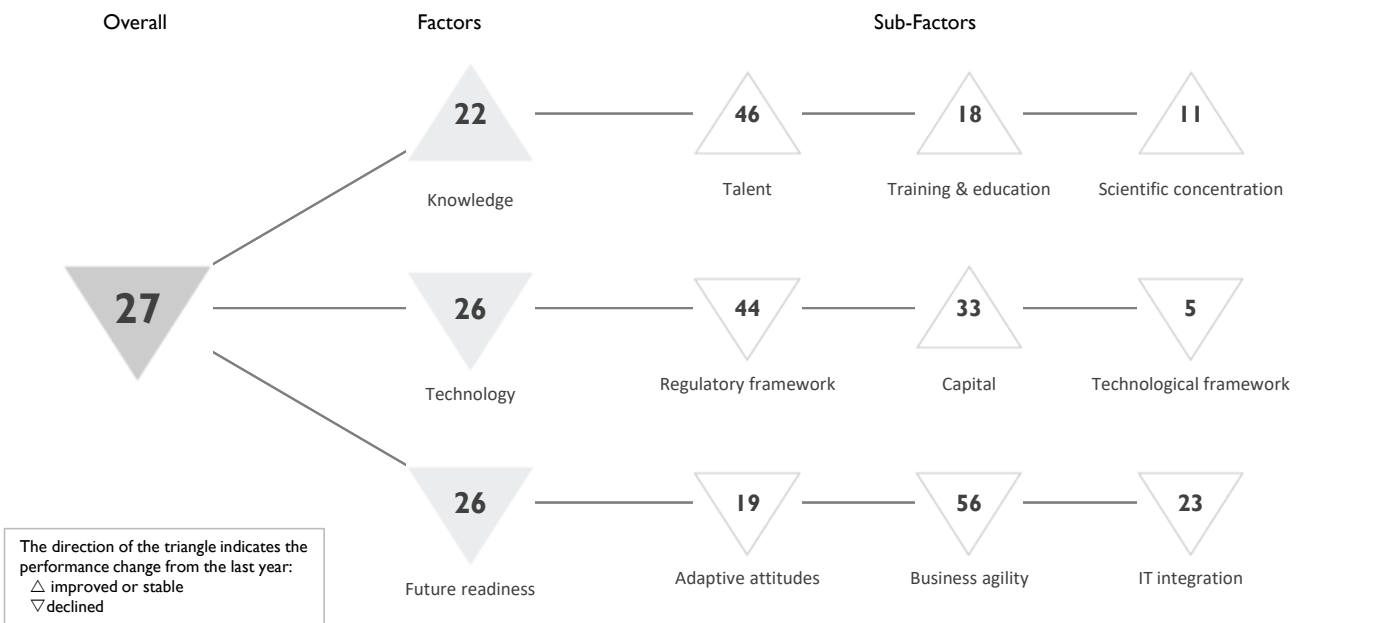 Overall Factors Sub-Factors
22 46 18 11
Knowledge Talent Training & education Scientific concentration
27 26 44 33 5
Technology Regulatory framework Capital Technological framework
26 19 56 23
Future readiness Adaptive attitudes Business agility IT integration
The direction of the triangle indicates the
performance change from the last year:
△ improved or stable
▽ declined